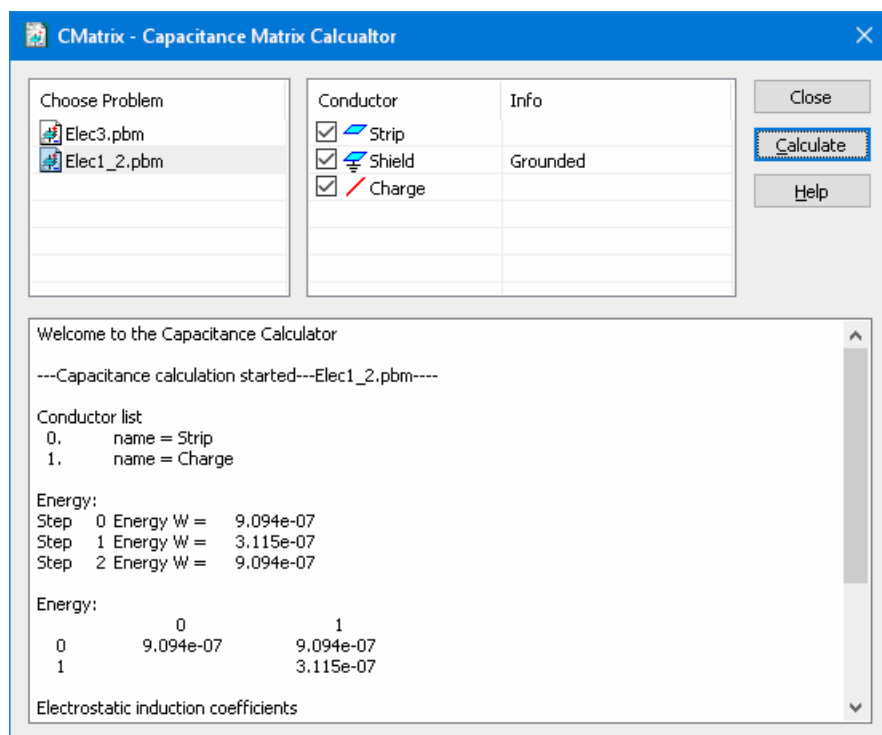 CMatrix - Capacitance Matrix Calcualtor
Choose Problem
Elec3.pbm
Elec1_2.pbm
Conductor Info
Strip
Shield Grounded
Charge
Close
Calculate
Help
Welcome to the Capacitance Calculator
---Capacitance calculation started---Elec1_2.pbm----
Conductor list
0. name = Strip
1. name = Charge
Energy:
Step 0 Energy W = 9.094e-07
Step 1 Energy W = 3.115e-07
Step 2 Energy W = 9.094e-07
Energy:
0 1
0 9.094e-07 9.094e-07
1 3.115e-07
Electrostatic induction coefficients